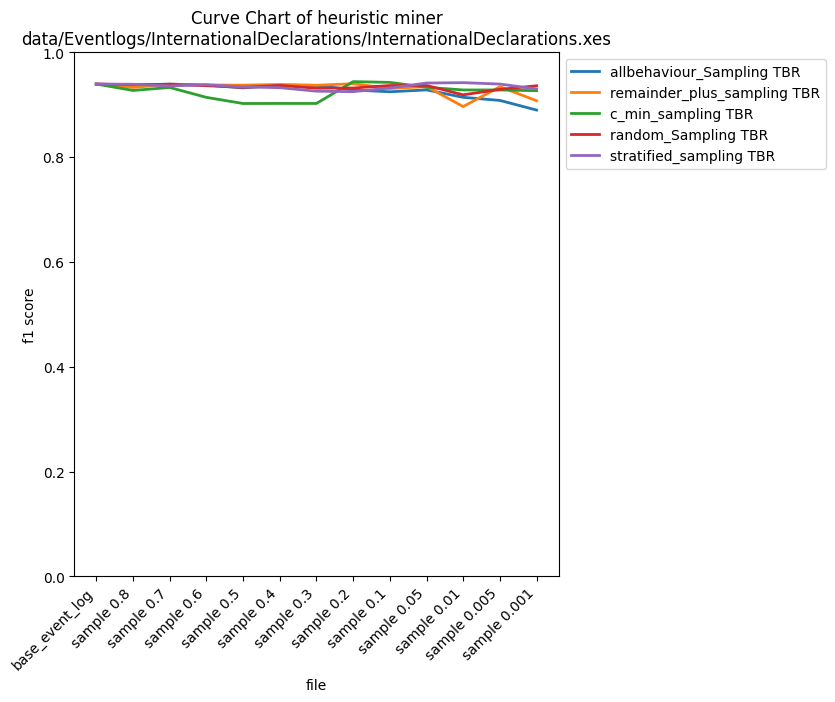 Curve Chart of heuristic miner
data/Eventlogs/InternationalDeclarations/InternationalDeclarations.xes
1.0
0.8
0.6
0.4
0.2
0.0
f1 score
base_event_log
sample 0.8
sample 0.7
sample 0.6
sample 0.5
sample 0.4
sample 0.3
sample 0.2
sample 0.1
sample 0.05
sample 0.01
sample 0.005
sample 0.001
file
allbehaviour_Sampling TBR
remainder_plus_sampling TBR
c_min_sampling TBR
random_Sampling TBR
stratified_sampling TBR